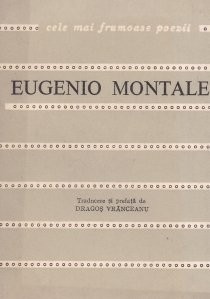 cele mai frumoase poezii
EUGENIO MONTALE
Traducere și prefață de
DRAGOȘ VRÂNCEANU